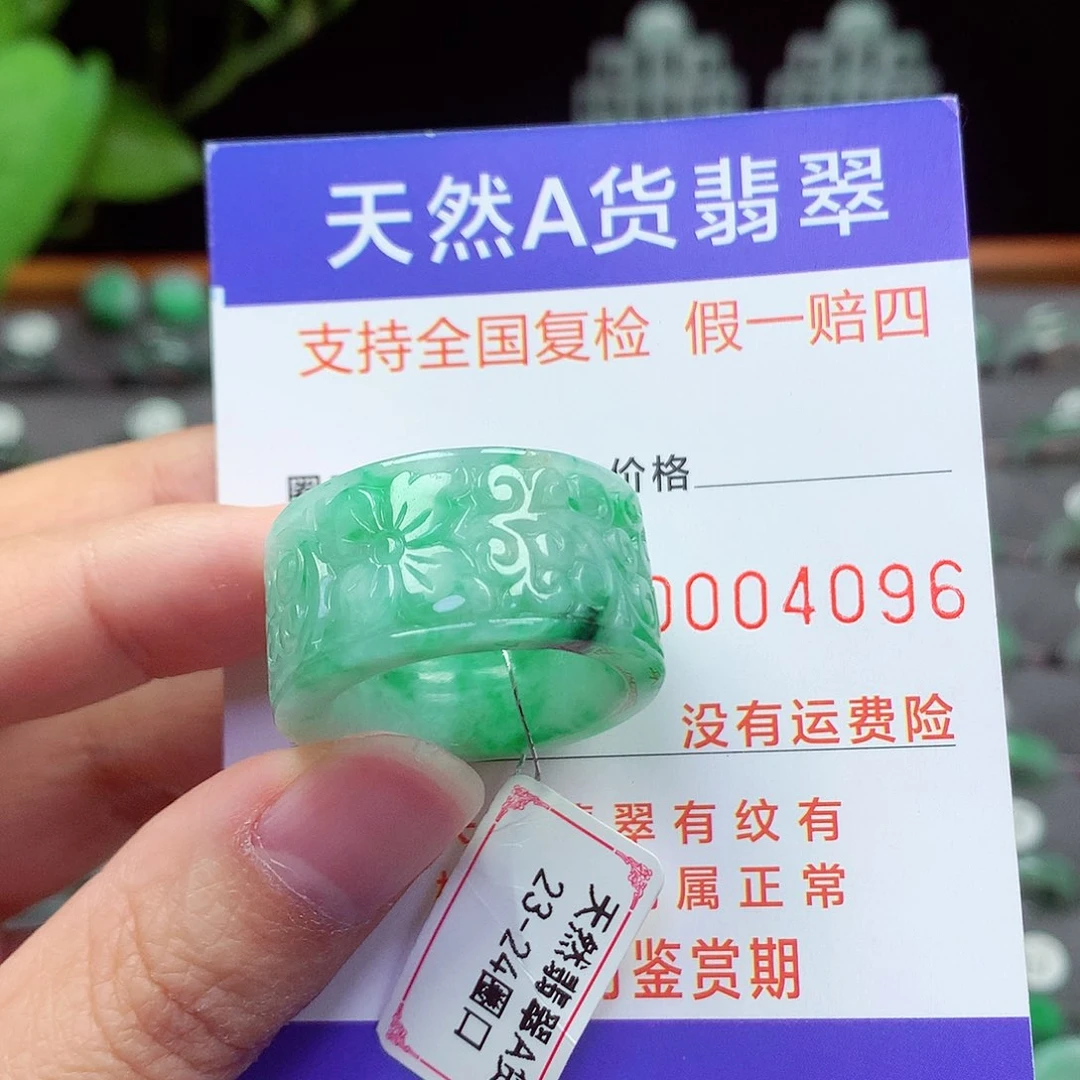 天然A货翡翠
支持全国复检 假一赔四
价格
0004096
没有运费险
翠有纹有
属正常
鉴赏期
天然翡翠A货
23-24圈口